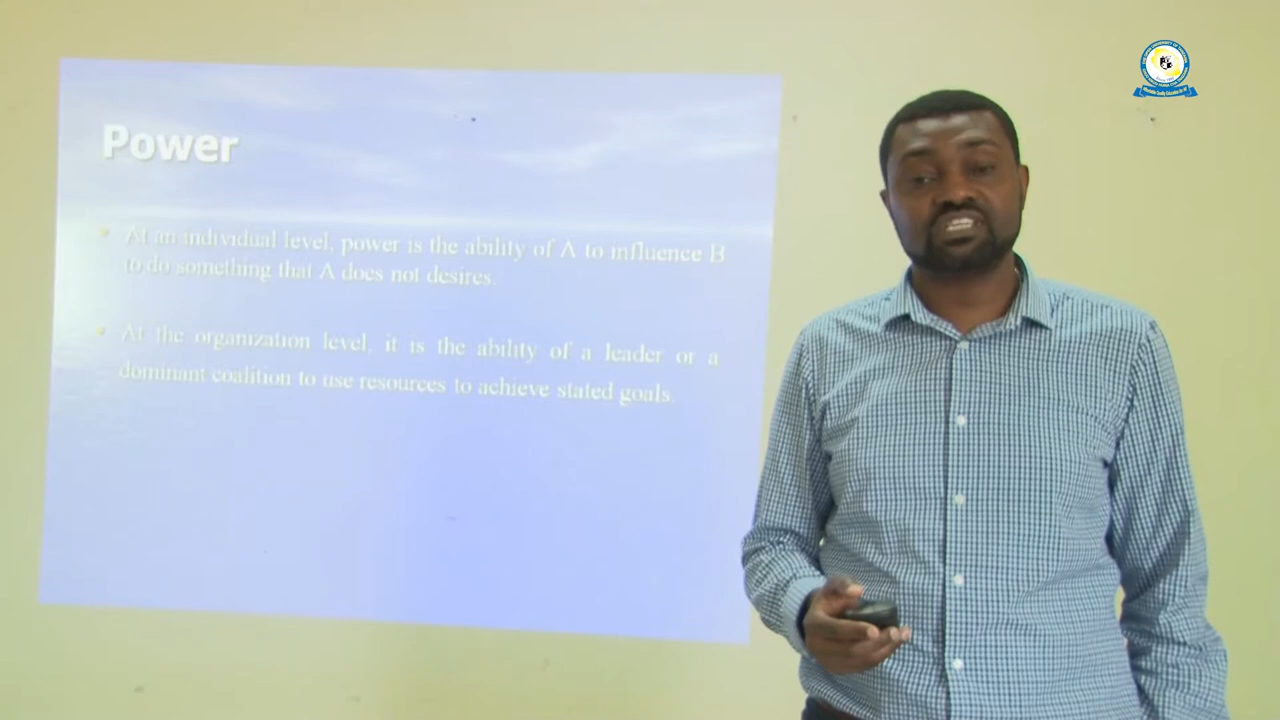 Power
At an individual level, power is the ability of A to influence B
to do something that A does not desires.
At the organization level, it is the ability of a leader or a
dominant coalition to use resources to achieve stated goals.